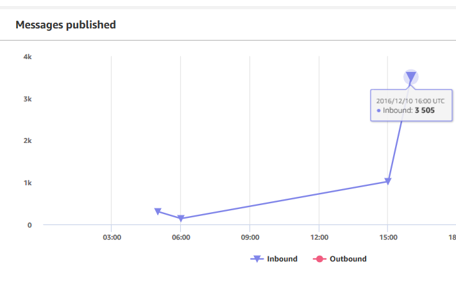 Messages published
4k
3k
2016/12/10 16:00 UTC
Inbound: 3 505
2k
1k
0
03:00 06:00 09:00 12:00 15:00 18
Inbound Outbound